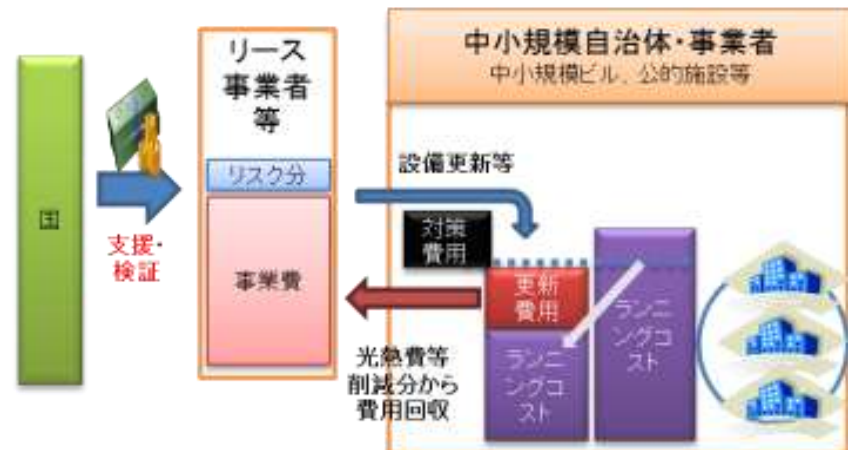 国
支援・
検証
リース
事業者
等
リスク分
事業費
中小規模自治体・事業者
中小規模ビル、公的施設等
設備更新等
対策
費用
更新
費用
ランニ
ングコ
スト
ランニ
ングコ
スト
光熱費等
削減分から
費用回収